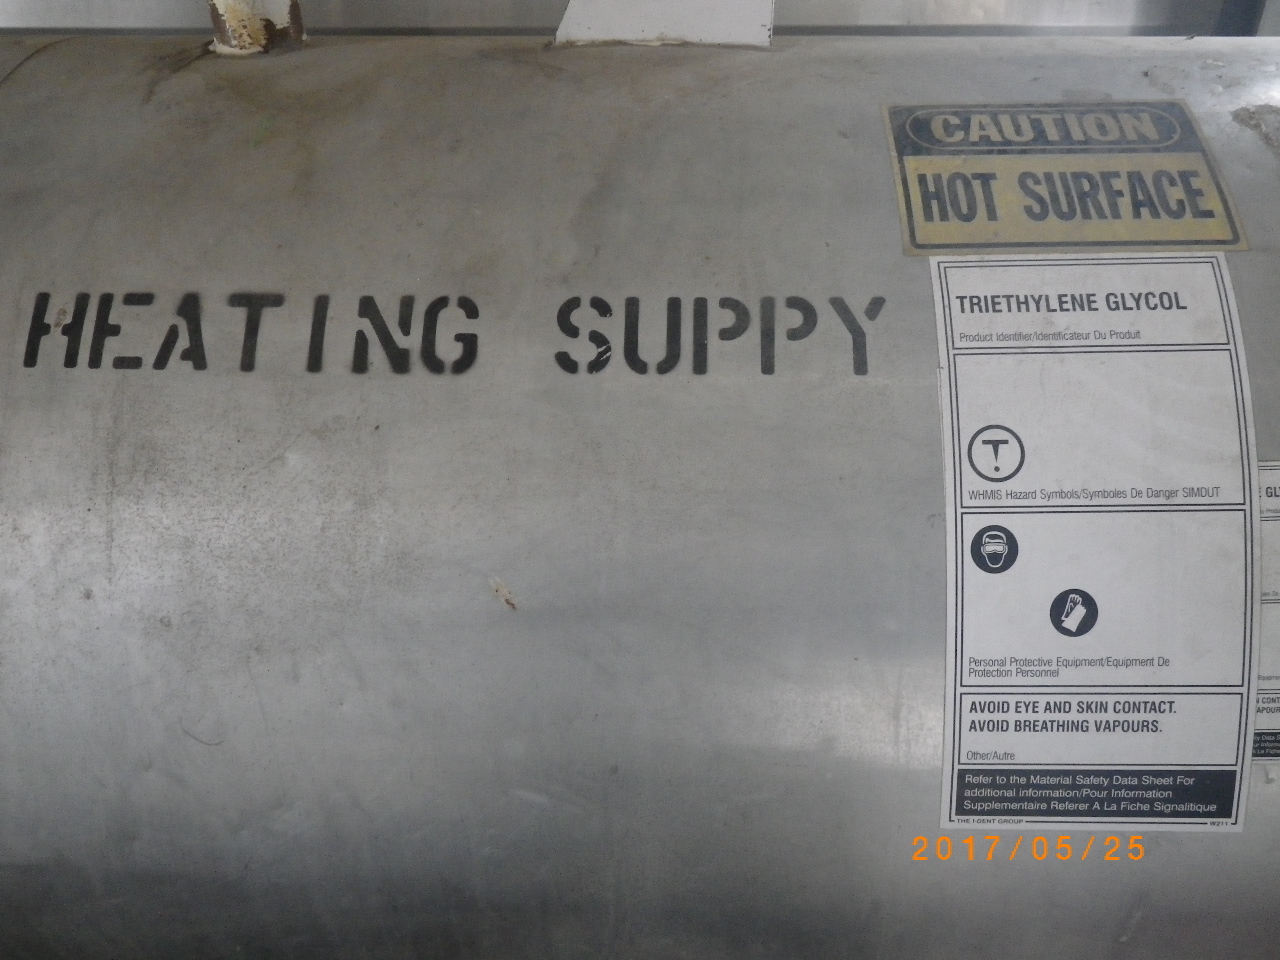 CAUTION
HOT SURFACE
HEATING SUPPY
TRIETHYLENE GLYCOL
Product Identifier/Identificateur Du Produit
WHMIS Hazard Symbols/Symboles De Danger SIMDUT
Personal Protective Equipment/Equipment De
Protection Personnel
AVOID EYE AND SKIN CONTACT.
AVOID BREATHING VAPOURS.
Other/Autre
Refer to the Material Safety Data Sheet For
additional information/Pour Information
Supplementaire Referer A La Fiche Signalitique
THE I-DENT GROUP
W211
2017/05/25